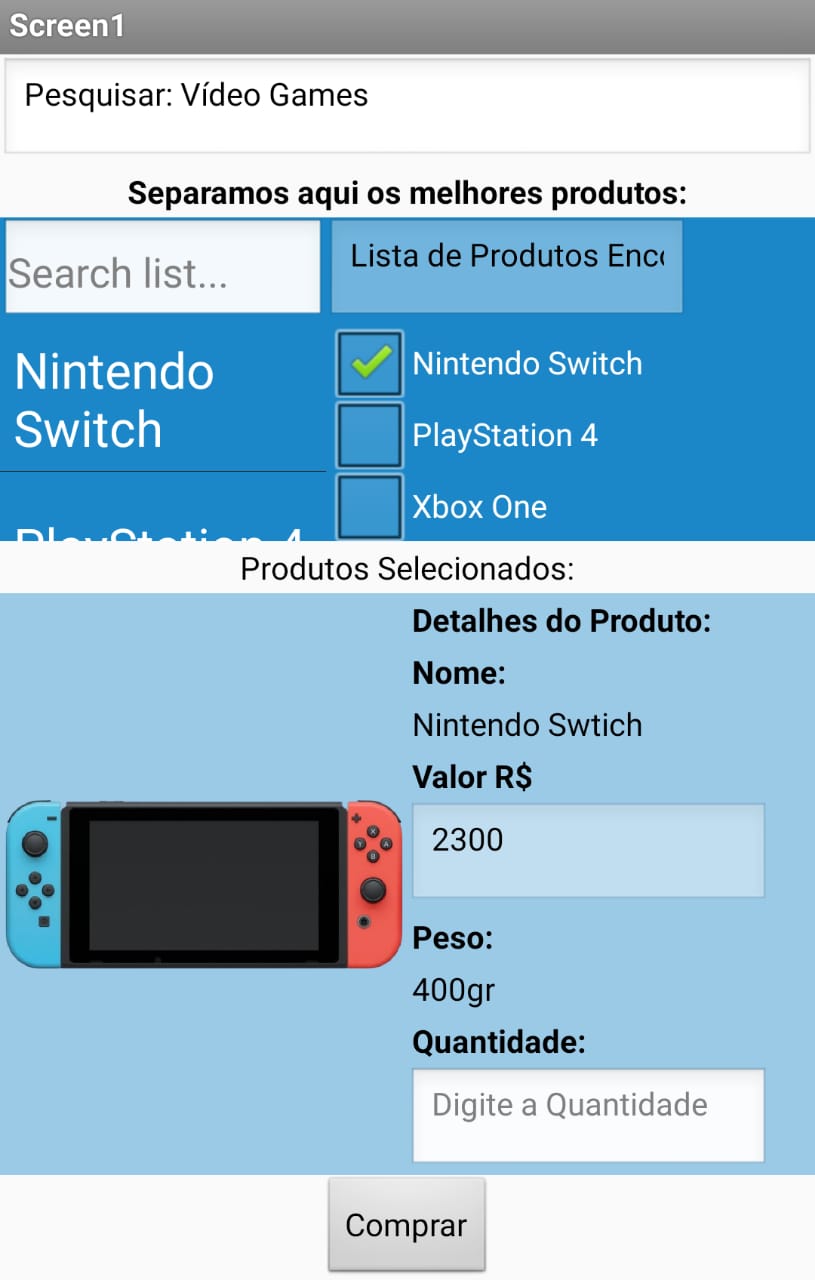 Screen1
Pesquisar: Vídeo Games
Separamos aqui os melhores produtos:
Search list...
Lista de Produtos Enc
Nintendo
Switch
PlayStation 4
Nintendo Switch
PlayStation 4
Xbox One
Produtos Selecionados:
Detalhes do Produto:
Nome:
Nintendo Swtich
Valor R$
2300
Peso:
400gr
Quantidade:
Digite a Quantidade
Comprar